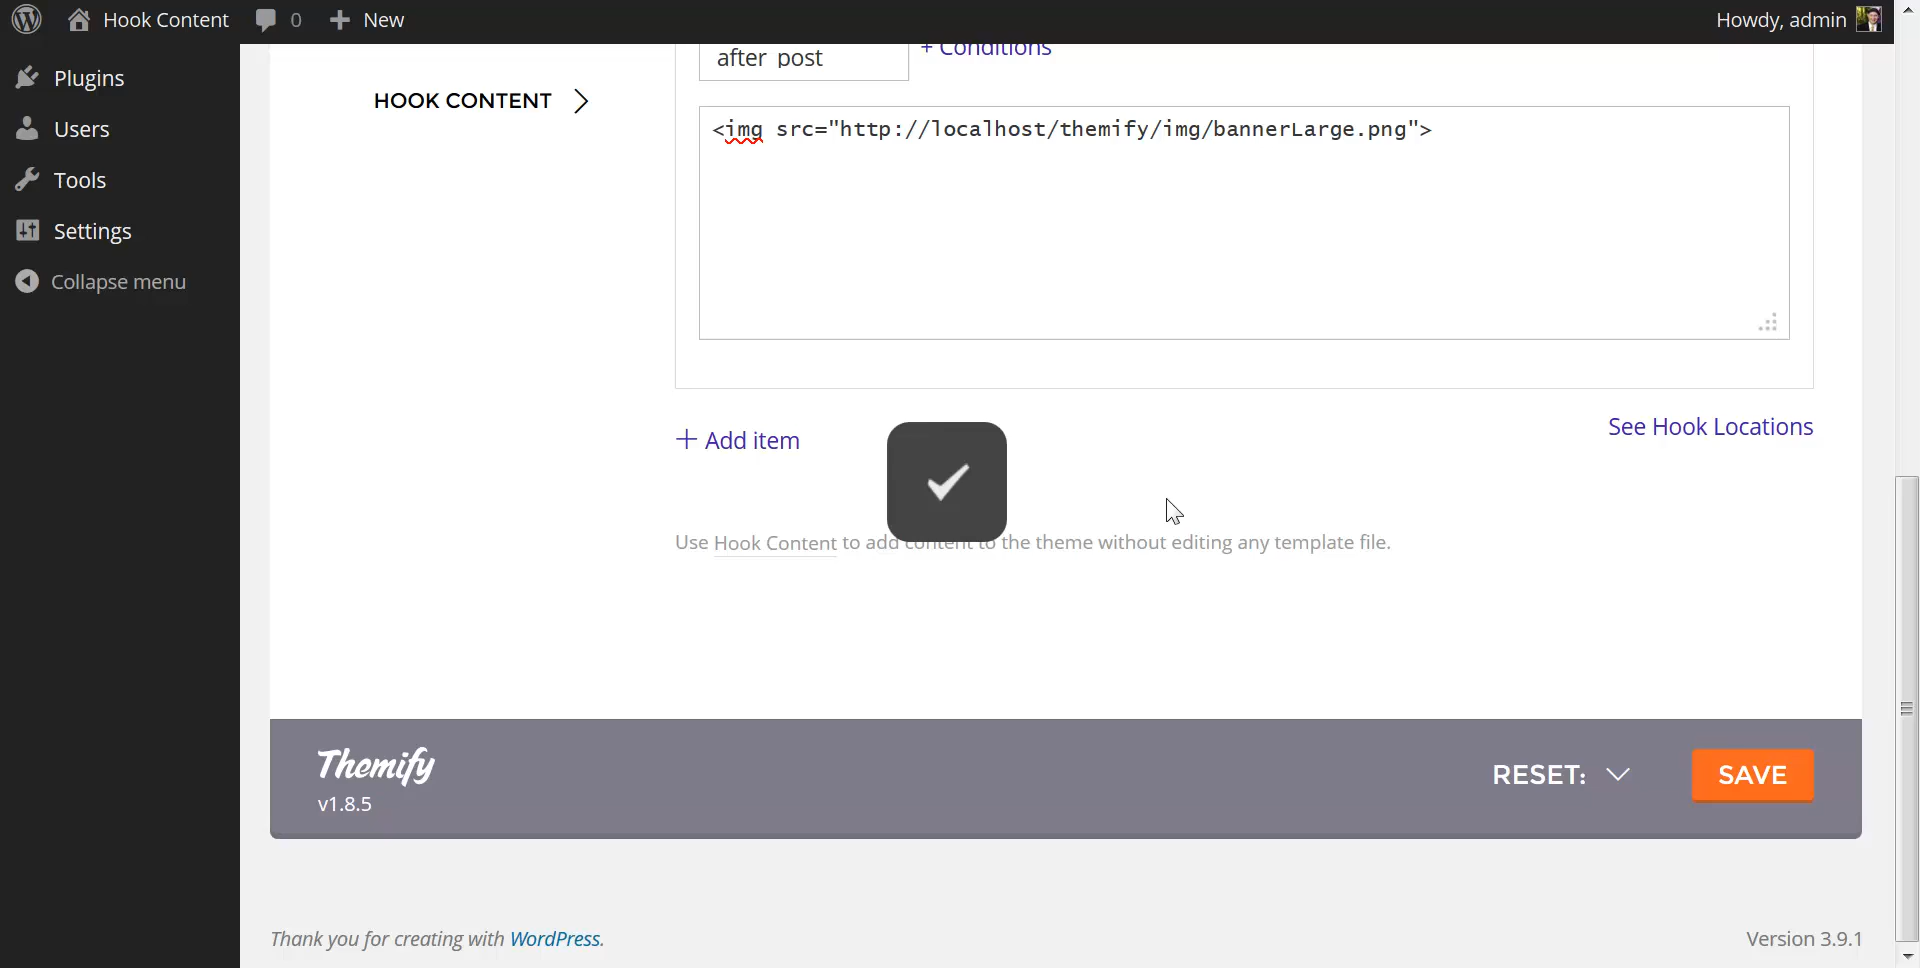 Hook Content
0
New
Howdy, admin
Plugins
Users
Tools
Settings
Collapse menu
after post
+ Conditions
HOOK CONTENT
<img src="http://localhost/themify/img/bannerLarge.png">
Add item
See Hook Locations
Use Hook Content to add content to the theme without editing any template file.
Themify
v1.8.5
RESET:
SAVE
Thank you for creating with WordPress.
Version 3.9.1